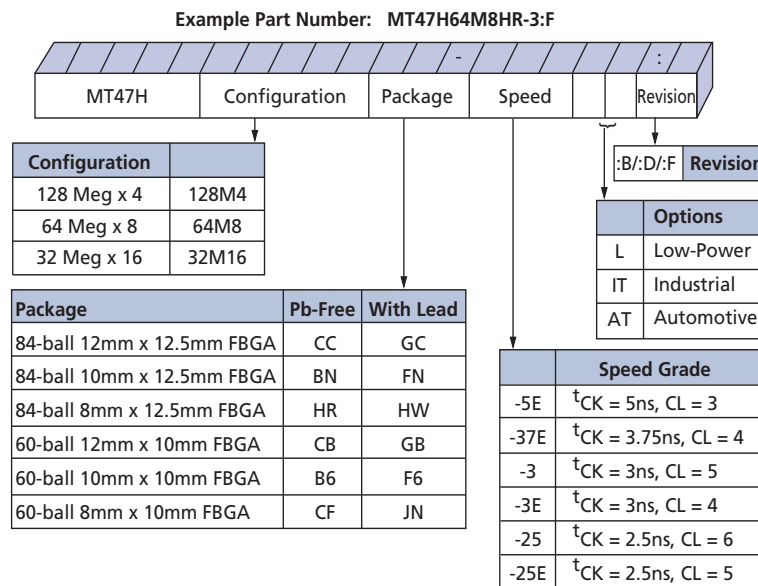 Example Part Number: MT47H64M8HR-3:F
- :
MT47H Configuration Package Speed Revision
Configuration
128 Meg x 4 128M4
64 Meg x 8 64M8
32 Meg x 16 32M16
:B/:D/:F Revision
Options
L Low-Power
IT Industrial
AT Automotive
Package Pb-Free With Lead
84-ball 12mm x 12.5mm FBGA CC GC
84-ball 10mm x 12.5mm FBGA BN FN
84-ball 8mm x 12.5mm FBGA HR HW
60-ball 12mm x 10mm FBGA CB GB
60-ball 10mm x 10mm FBGA B6 F6
60-ball 8mm x 10mm FBGA CF JN
Speed Grade
-5E tCK = 5ns, CL = 3
-37E tCK = 3.75ns, CL = 4
-3 tCK = 3ns, CL = 5
-3E tCK = 3ns, CL = 4
-25 tCK = 2.5ns, CL = 6
-25E tCK = 2.5ns, CL = 5